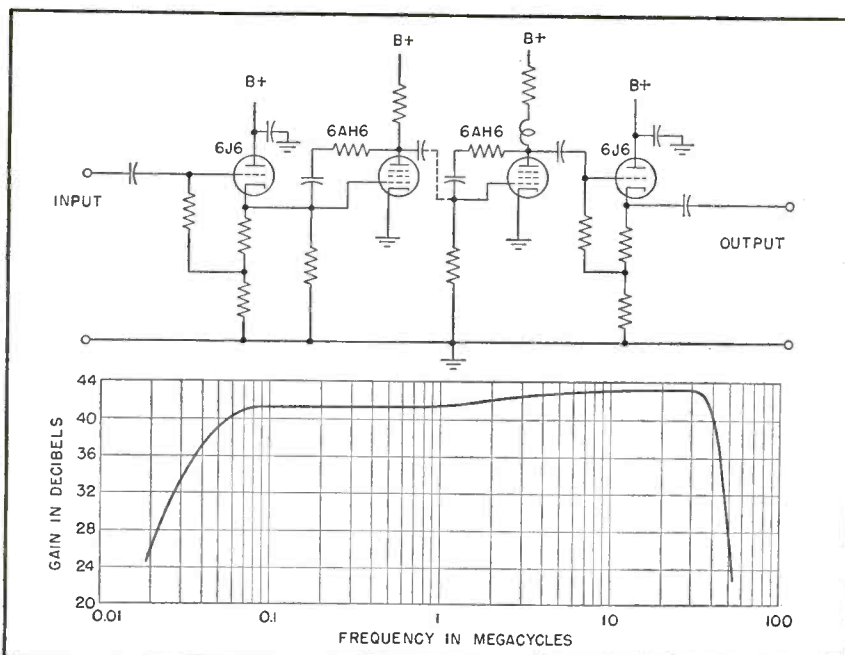 B+
B+
B+
B+
6J6
6AH6
6AH6
6J6
INPUT
OUTPUT
44
40
36
32
28
24
20
GAIN IN DECIBELS
0.01
0.1
1
10
100
FREQUENCY IN MEGACYCLES